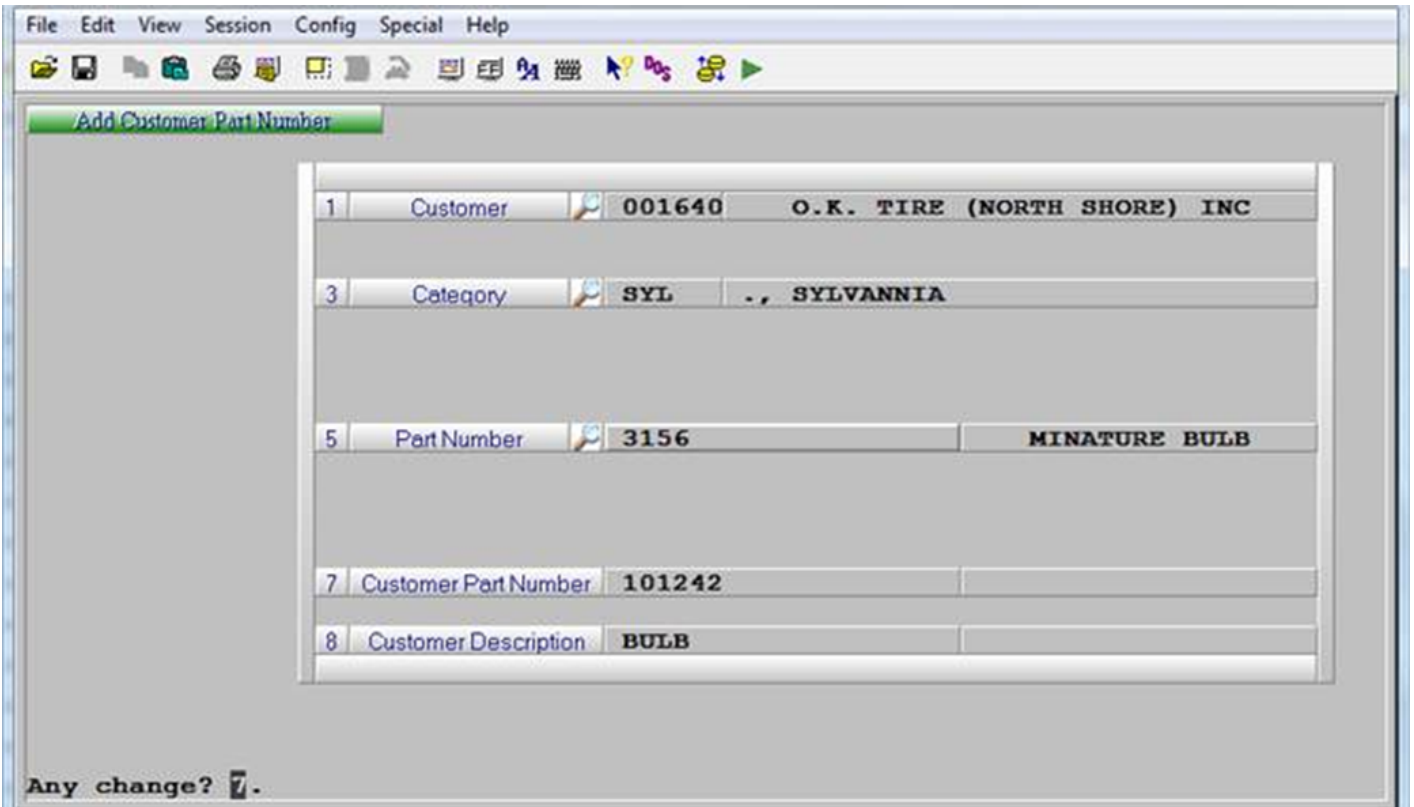 File Edit View Session Config Special Help
DOS
Add Customer Part Number
1 Customer 001640 O.K. TIRE (NORTH SHORE) INC
3 Category SYL ., SYLVANNIA
5 Part Number 3156 MINATURE BULB
7 Customer Part Number 101242
8 Customer Description BULB
Any change? 7.